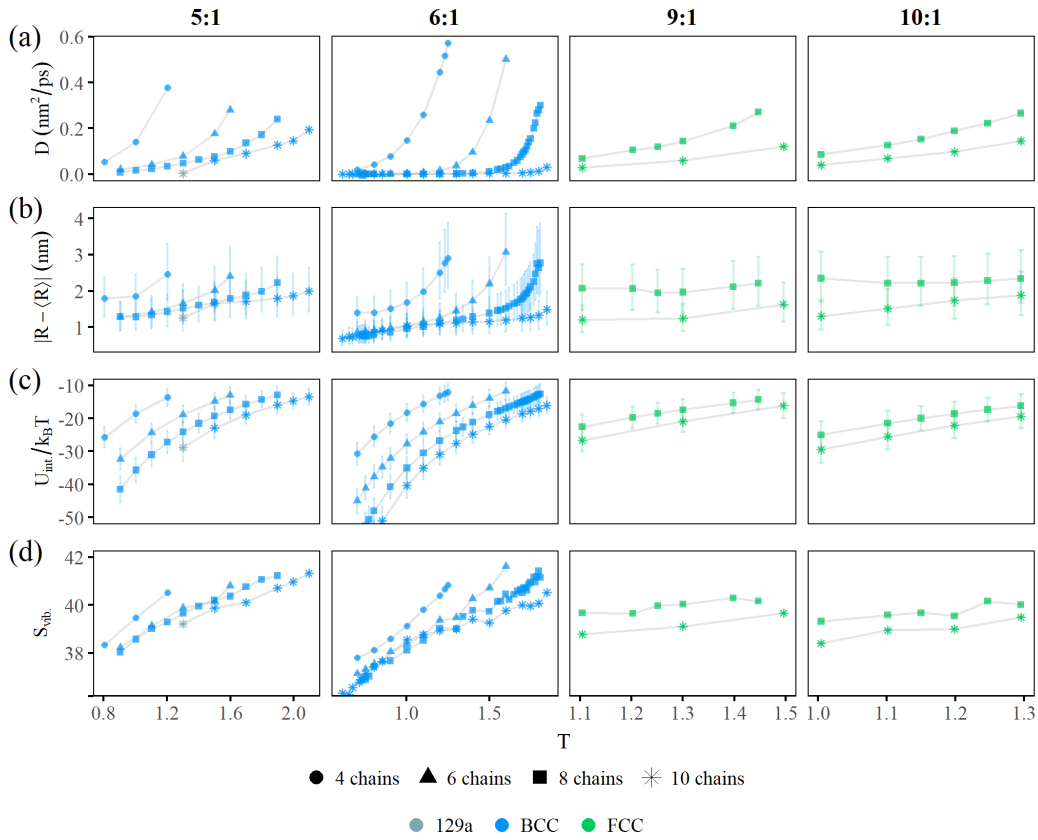 5:1 6:1 9:1 10:1
(a)
D (nm²/ps)
0.6
0.4
0.2
0.0
(b)
|R − ⟨R⟩| (nm)
4
3
2
1
(c)
U_int./k_BT
-10
-20
-30
-40
-50
(d)
S_vib.
42
40
38
0.8 1.2 1.6 2.0 1.0 1.5 1.1 1.2 1.3 1.4 1.5 1.0 1.1 1.2 1.3
T
4 chains 6 chains 8 chains 10 chains
129a BCC FCC